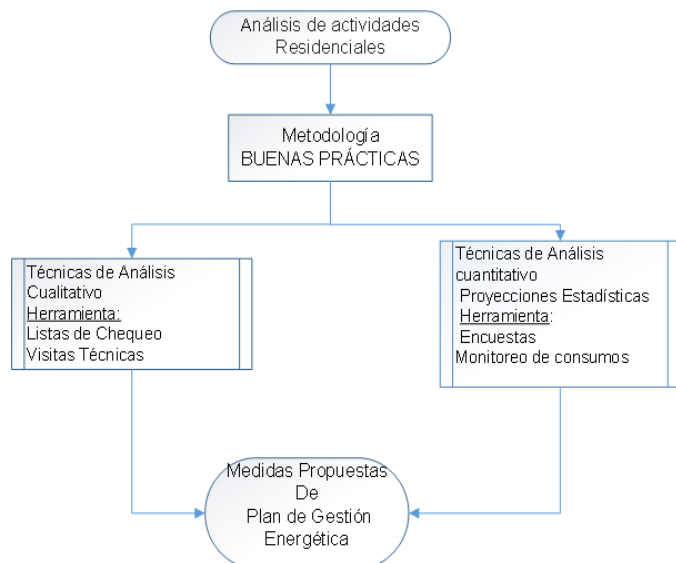 Análisis de actividades
Residenciales
Metodología
BUENAS PRÁCTICAS
Técnicas de Análisis
Cualitativo
Herramienta:
Listas de Chequeo
Visitas Técnicas
Técnicas de Análisis
cuantitativo
Proyecciones Estadísticas
Herramienta:
Encuestas
Monitoreo de consumos
Medidas Propuestas
De
Plan de Gestión
Energética